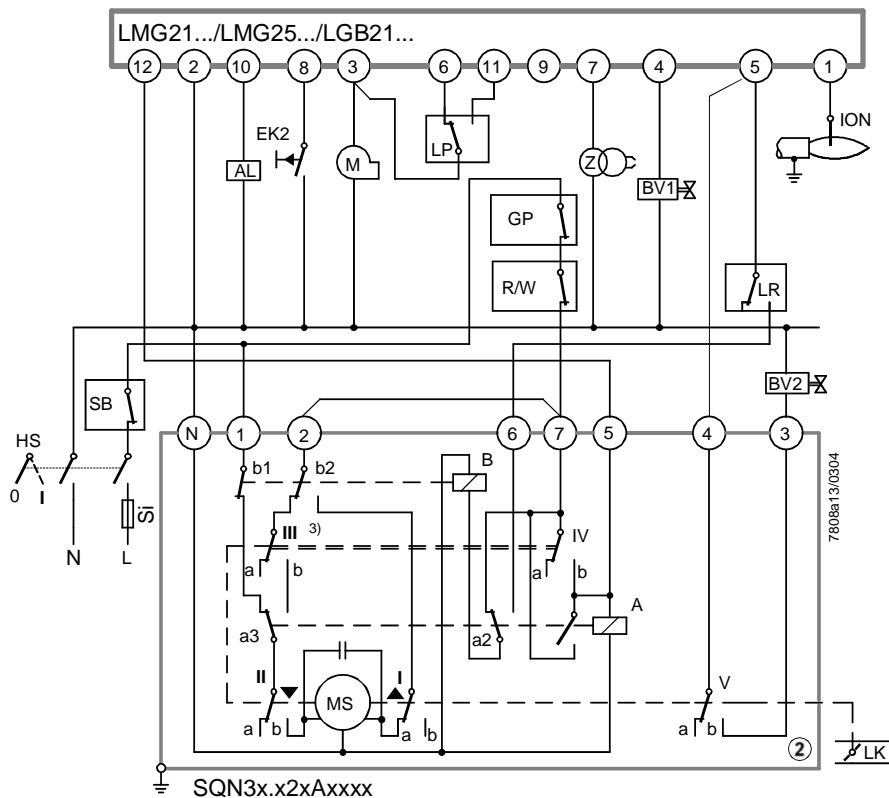 LMG21.../LMG25.../LGB21...
12 2 10 8 3 6 11 9 7 4 5 1
EK2
ION
AL
M
LP
Z
BV1
GP
R/W
LR
SB
BV2
HS
N 1 2 6 7 5 4 3
0 I
b1 b2 B
Si
N L
III 3) IV
a b a b
A
a3 a2
II I V
MS
a b a b a b
2
LK
7808a13/0304
SQN3x.x2xAxxxx